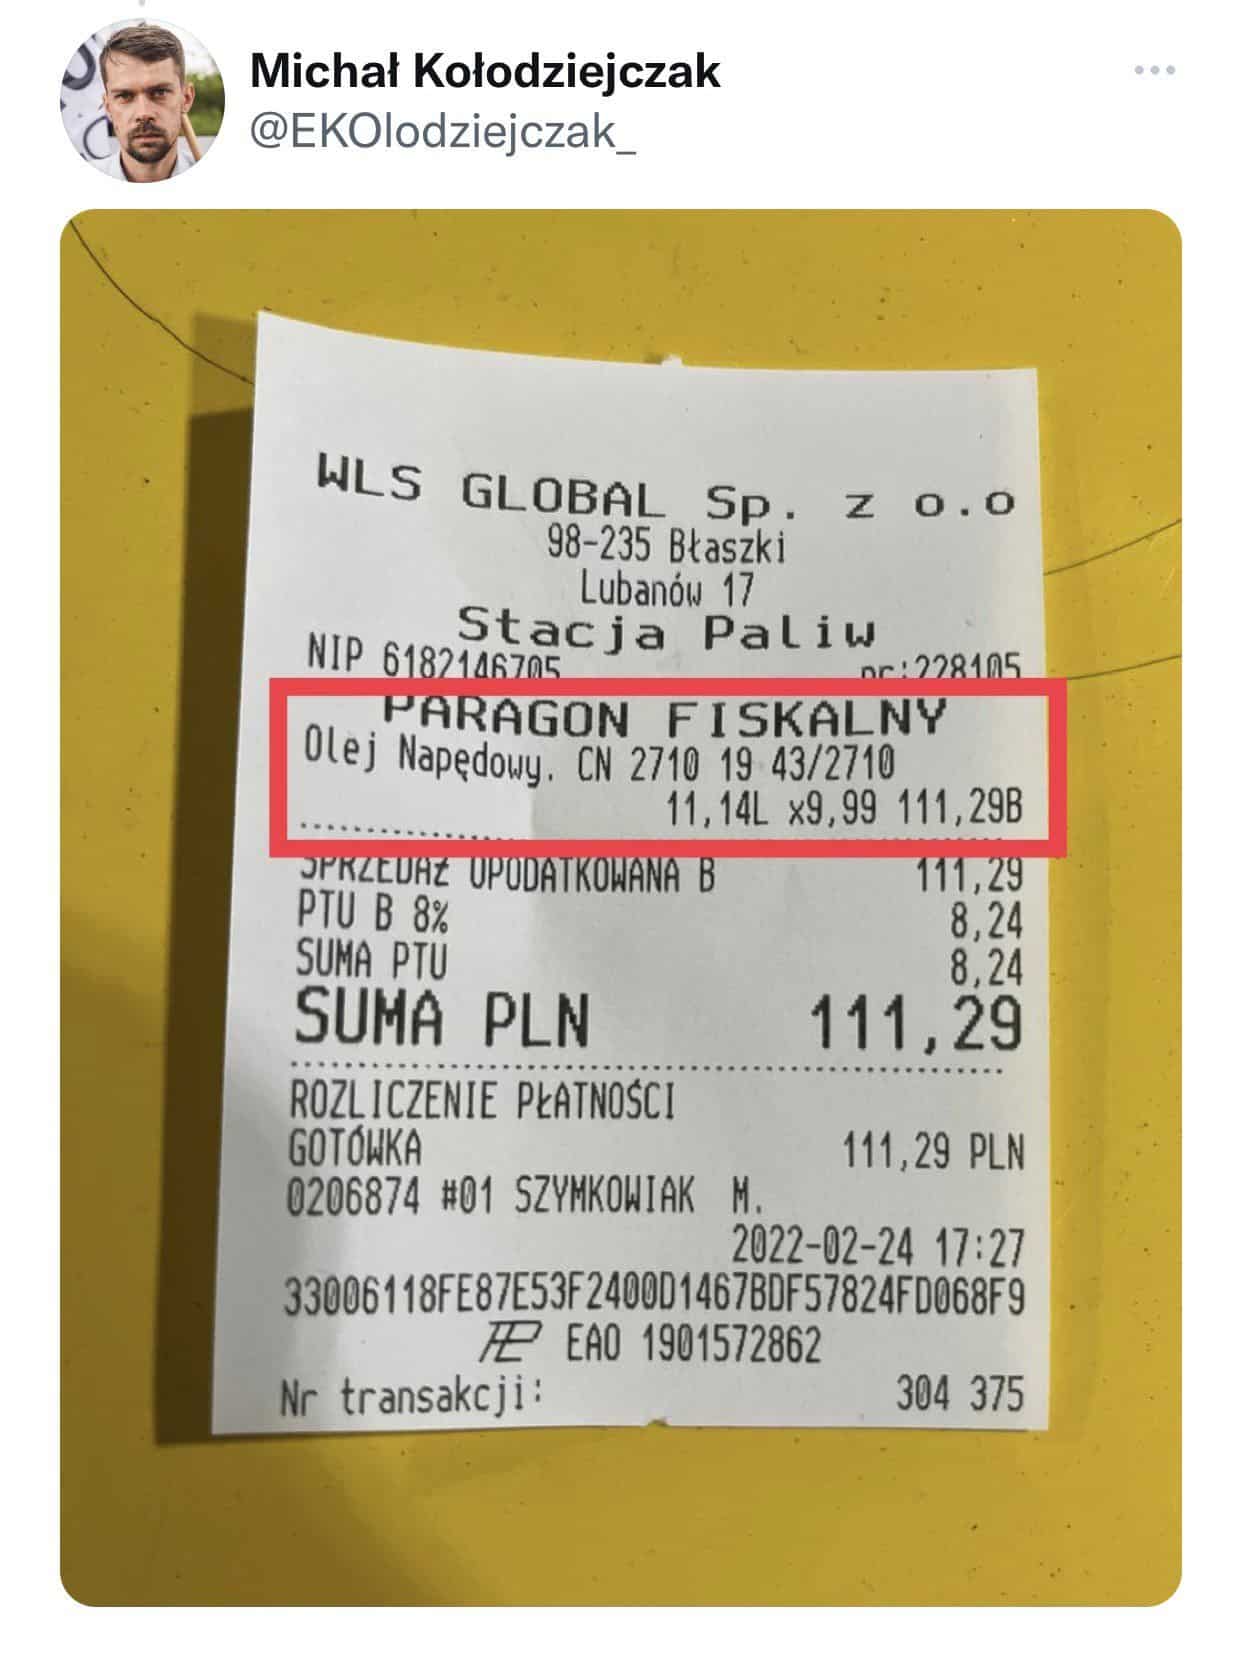 Michał Kołodziejczak
@EKOlodziejczak_
WLS GLOBAL Sp. z o.o
98-235 Błaszki
Lubanów 17
Stacja Paliw
NIP 6182146705 nr:228105
PARAGON FISKALNY
Olej Napędowy. CN 2710 19 43/2710
11,14L x9,99 111,29B
SPRZEDAŻ OPODATKOWANA B 111,29
PTU B 8% 8,24
SUMA PTU 8,24
SUMA PLN 111,29
ROZLICZENIE PŁATNOŚCI
GOTÓWKA 111,29 PLN
0206874 #01 SZYMKOWIAK M.
2022-02-24 17:27
33006118FE87E53F2400D1467BDF57824FD068F9
EAO 1901572862
Nr transakcji: 304 375